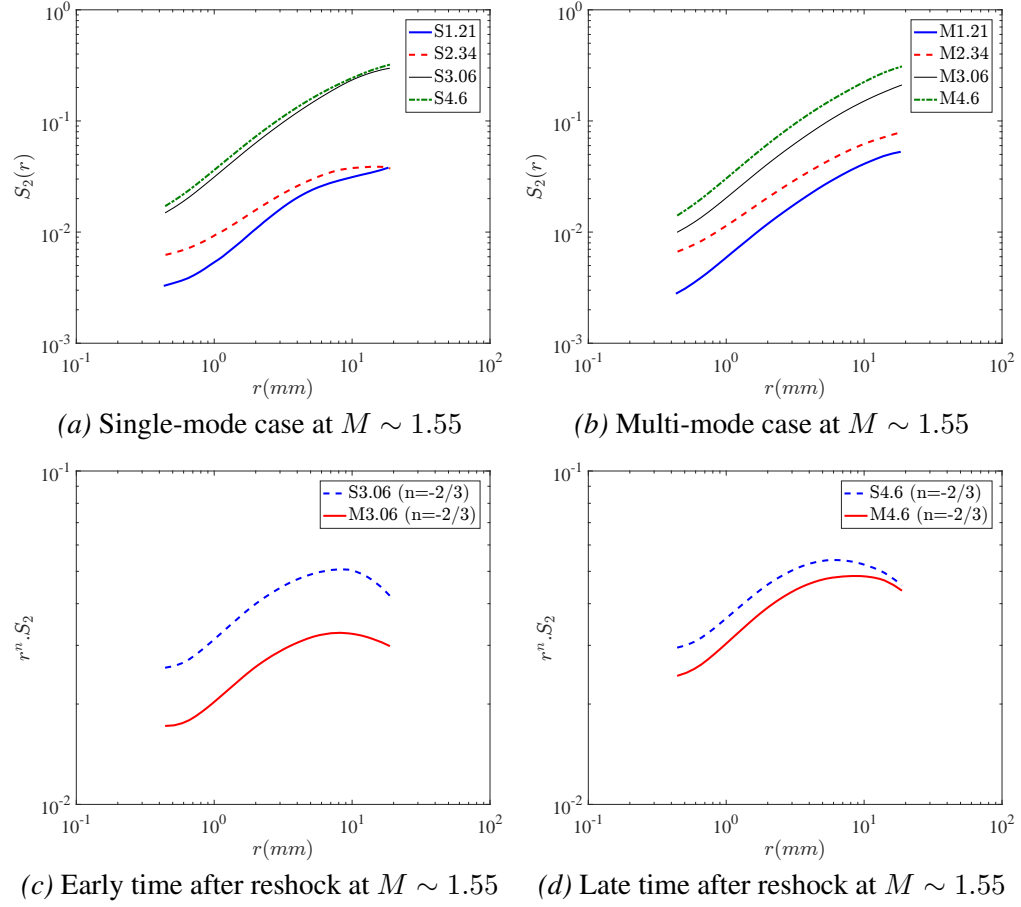 10^0
10^-1
10^-2
10^-3
S_2(r)
10^-1
10^0
10^1
10^2
r(mm)
S1.21
S2.34
S3.06
S4.6
(a) Single-mode case at M ∼ 1.55
10^0
10^-1
10^-2
10^-3
S_2(r)
10^-1
10^0
10^1
10^2
r(mm)
M1.21
M2.34
M3.06
M4.6
(b) Multi-mode case at M ∼ 1.55
10^-1
10^-2
r^n.S_2
10^-1
10^0
10^1
10^2
r(mm)
S3.06 (n=-2/3)
M3.06 (n=-2/3)
(c) Early time after reshock at M ∼ 1.55
10^-1
10^-2
r^n.S_2
10^-1
10^0
10^1
10^2
r(mm)
S4.6 (n=-2/3)
M4.6 (n=-2/3)
(d) Late time after reshock at M ∼ 1.55